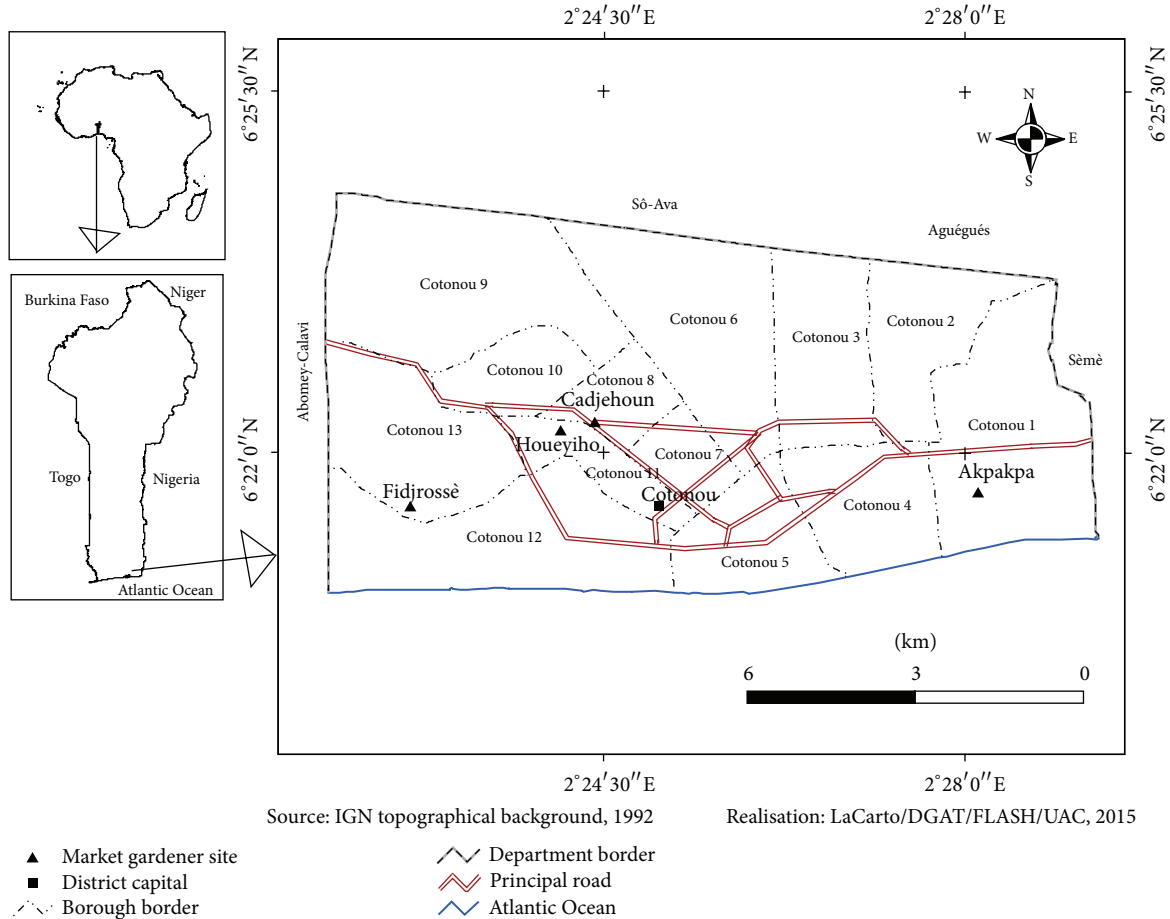 2°24′30″E
2°28′0″E
6°25′30″N
6°25′30″N
N
W
E
S
Sô-Ava
Aguégués
Burkina Faso
Niger
Cotonou 9
Cotonou 6
Cotonou 3
Cotonou 2
Abomey-Calavi
Sèmè
Cotonou 10
Cotonou 8
Cadjehoun
Cotonou 13
Houeyiho
Cotonou 1
6°22′0″N
6°22′0″N
Togo
Nigeria
Cotonou 7
Cotonou 11
Akpakpa
Fidjrossè
Cotonou
Cotonou 4
Cotonou 12
Cotonou 5
Atlantic Ocean
(km)
6
3
0
2°24′30″E
2°28′0″E
Source: IGN topographical background, 1992
Realisation: LaCarto/DGAT/FLASH/UAC, 2015
Market gardener site
District capital
Borough border
Department border
Principal road
Atlantic Ocean